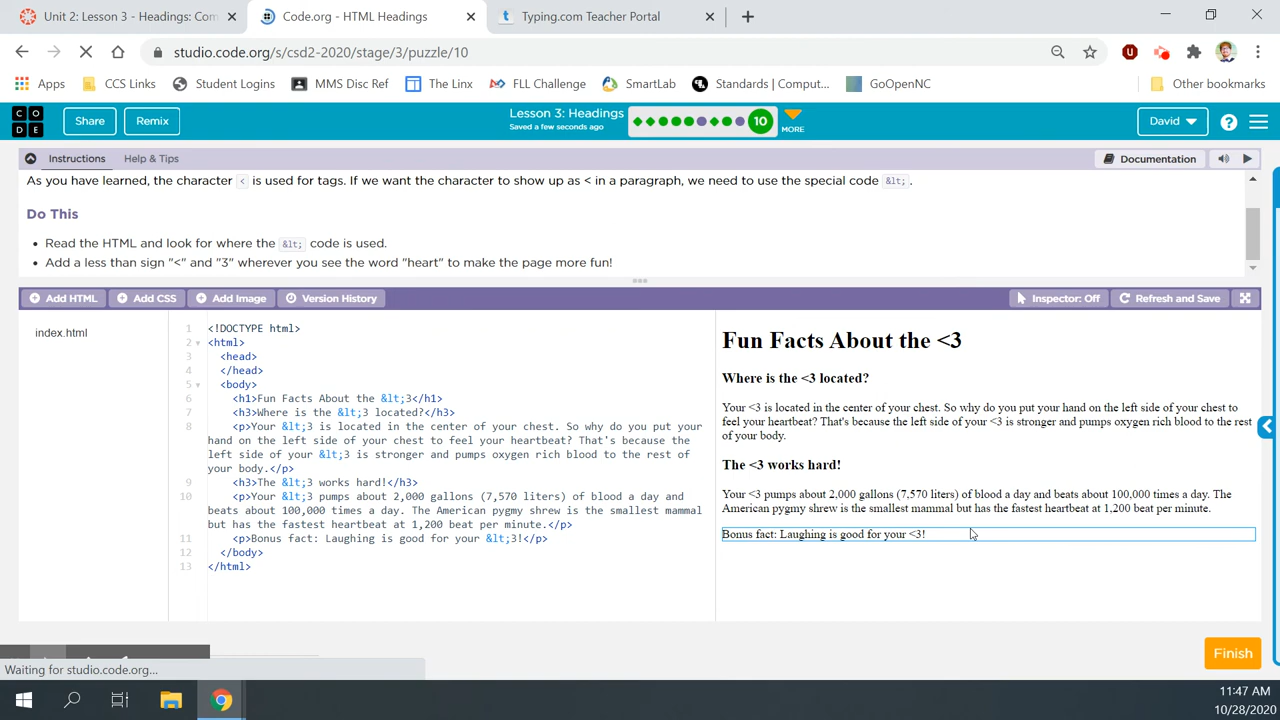 Unit 2: Lesson 3 - Headings: Com
Code.org - HTML Headings
Typing.com Teacher Portal
studio.code.org/s/csd2-2020/stage/3/puzzle/10
Apps
CCS Links
Student Logins
MMS Disc Ref
The Linx
FLL Challenge
SmartLab
Standards | Comput...
GoOpenNC
Other bookmarks
C O
D E
Share
Remix
Lesson 3: Headings
Saved a few seconds ago
10
MORE
David
?
Instructions
Help & Tips
Documentation
As you have learned, the character < is used for tags. If we want the character to show up as < in a paragraph, we need to use the special code &lt;.
Do This
• Read the HTML and look for where the &lt; code is used.
• Add a less than sign "<" and "3" wherever you see the word "heart" to make the page more fun!
Add HTML
Add CSS
Add Image
Version History
Inspector: Off
Refresh and Save
index.html
1 <!DOCTYPE html>
2 <html>
3 <head>
4 </head>
5 <body>
6 <h1>Fun Facts About the &lt;3</h1>
7 <h3>Where is the &lt;3 located?</h3>
8 <p>Your &lt;3 is located in the center of your chest. So why do you put your
hand on the left side of your chest to feel your heartbeat? That's because the
left side of your &lt;3 is stronger and pumps oxygen rich blood to the rest of
your body.</p>
9 <h3>The &lt;3 works hard!</h3>
10 <p>Your &lt;3 pumps about 2,000 gallons (7,570 liters) of blood a day and
beats about 100,000 times a day. The American pygmy shrew is the smallest mammal
but has the fastest heartbeat at 1,200 beat per minute.</p>
11 <p>Bonus fact: Laughing is good for your &lt;3!</p>
12 </body>
13 </html>
Fun Facts About the <3
Where is the <3 located?
Your <3 is located in the center of your chest. So why do you put your hand on the left side of your chest to
feel your heartbeat? That's because the left side of your <3 is stronger and pumps oxygen rich blood to the rest
of your body.
The <3 works hard!
Your <3 pumps about 2,000 gallons (7,570 liters) of blood a day and beats about 100,000 times a day. The
American pygmy shrew is the smallest mammal but has the fastest heartbeat at 1,200 beat per minute.
Bonus fact: Laughing is good for your <3!
Finish
Waiting for studio.code.org...
11:47 AM
10/28/2020